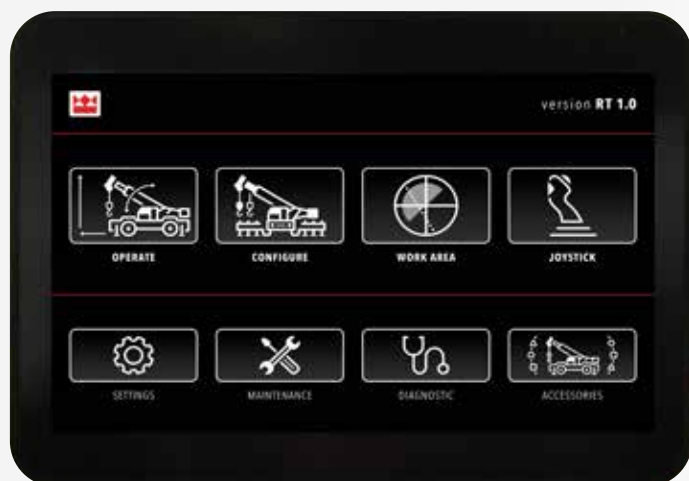 version RT 1.0
OPERATE CONFIGURE WORK AREA JOYSTICK
SETTINGS MAINTENANCE DIAGNOSTIC ACCESSORIES